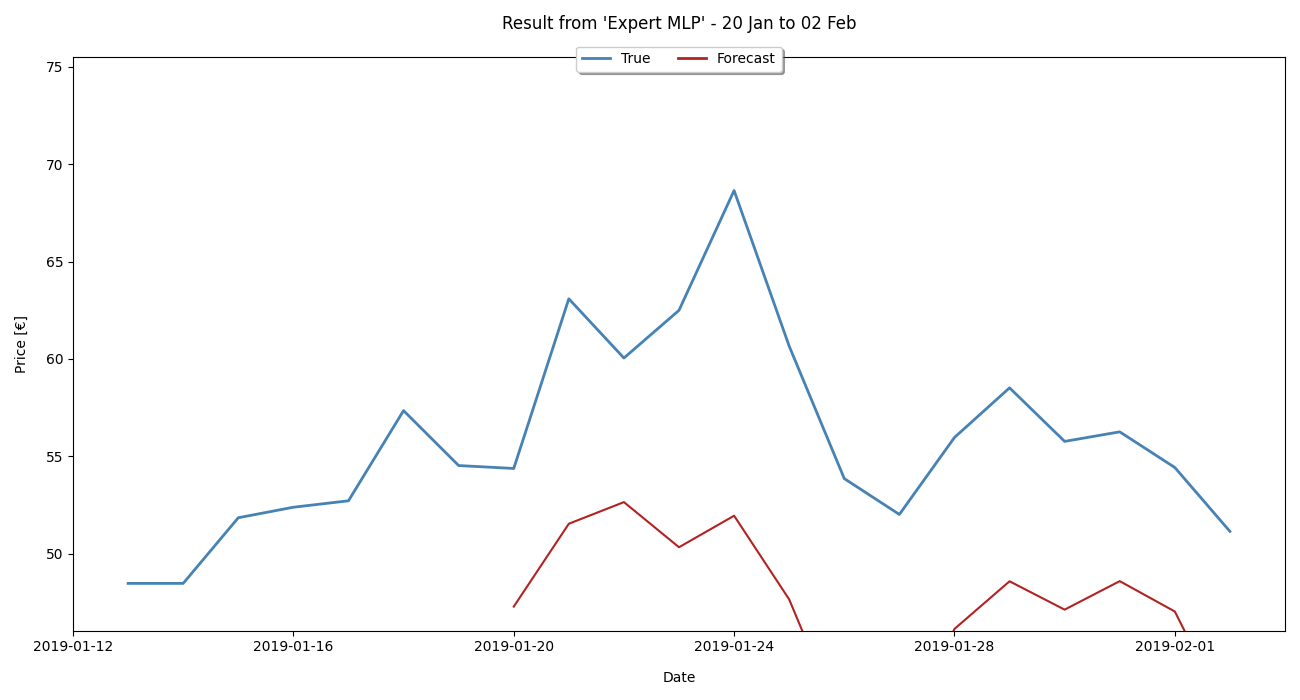 Result from 'Expert MLP' - 20 Jan to 02 Feb
True Forecast
75
70
65
60
55
50
Price [€]
2019-01-12 2019-01-16 2019-01-20 2019-01-24 2019-01-28 2019-02-01
Date